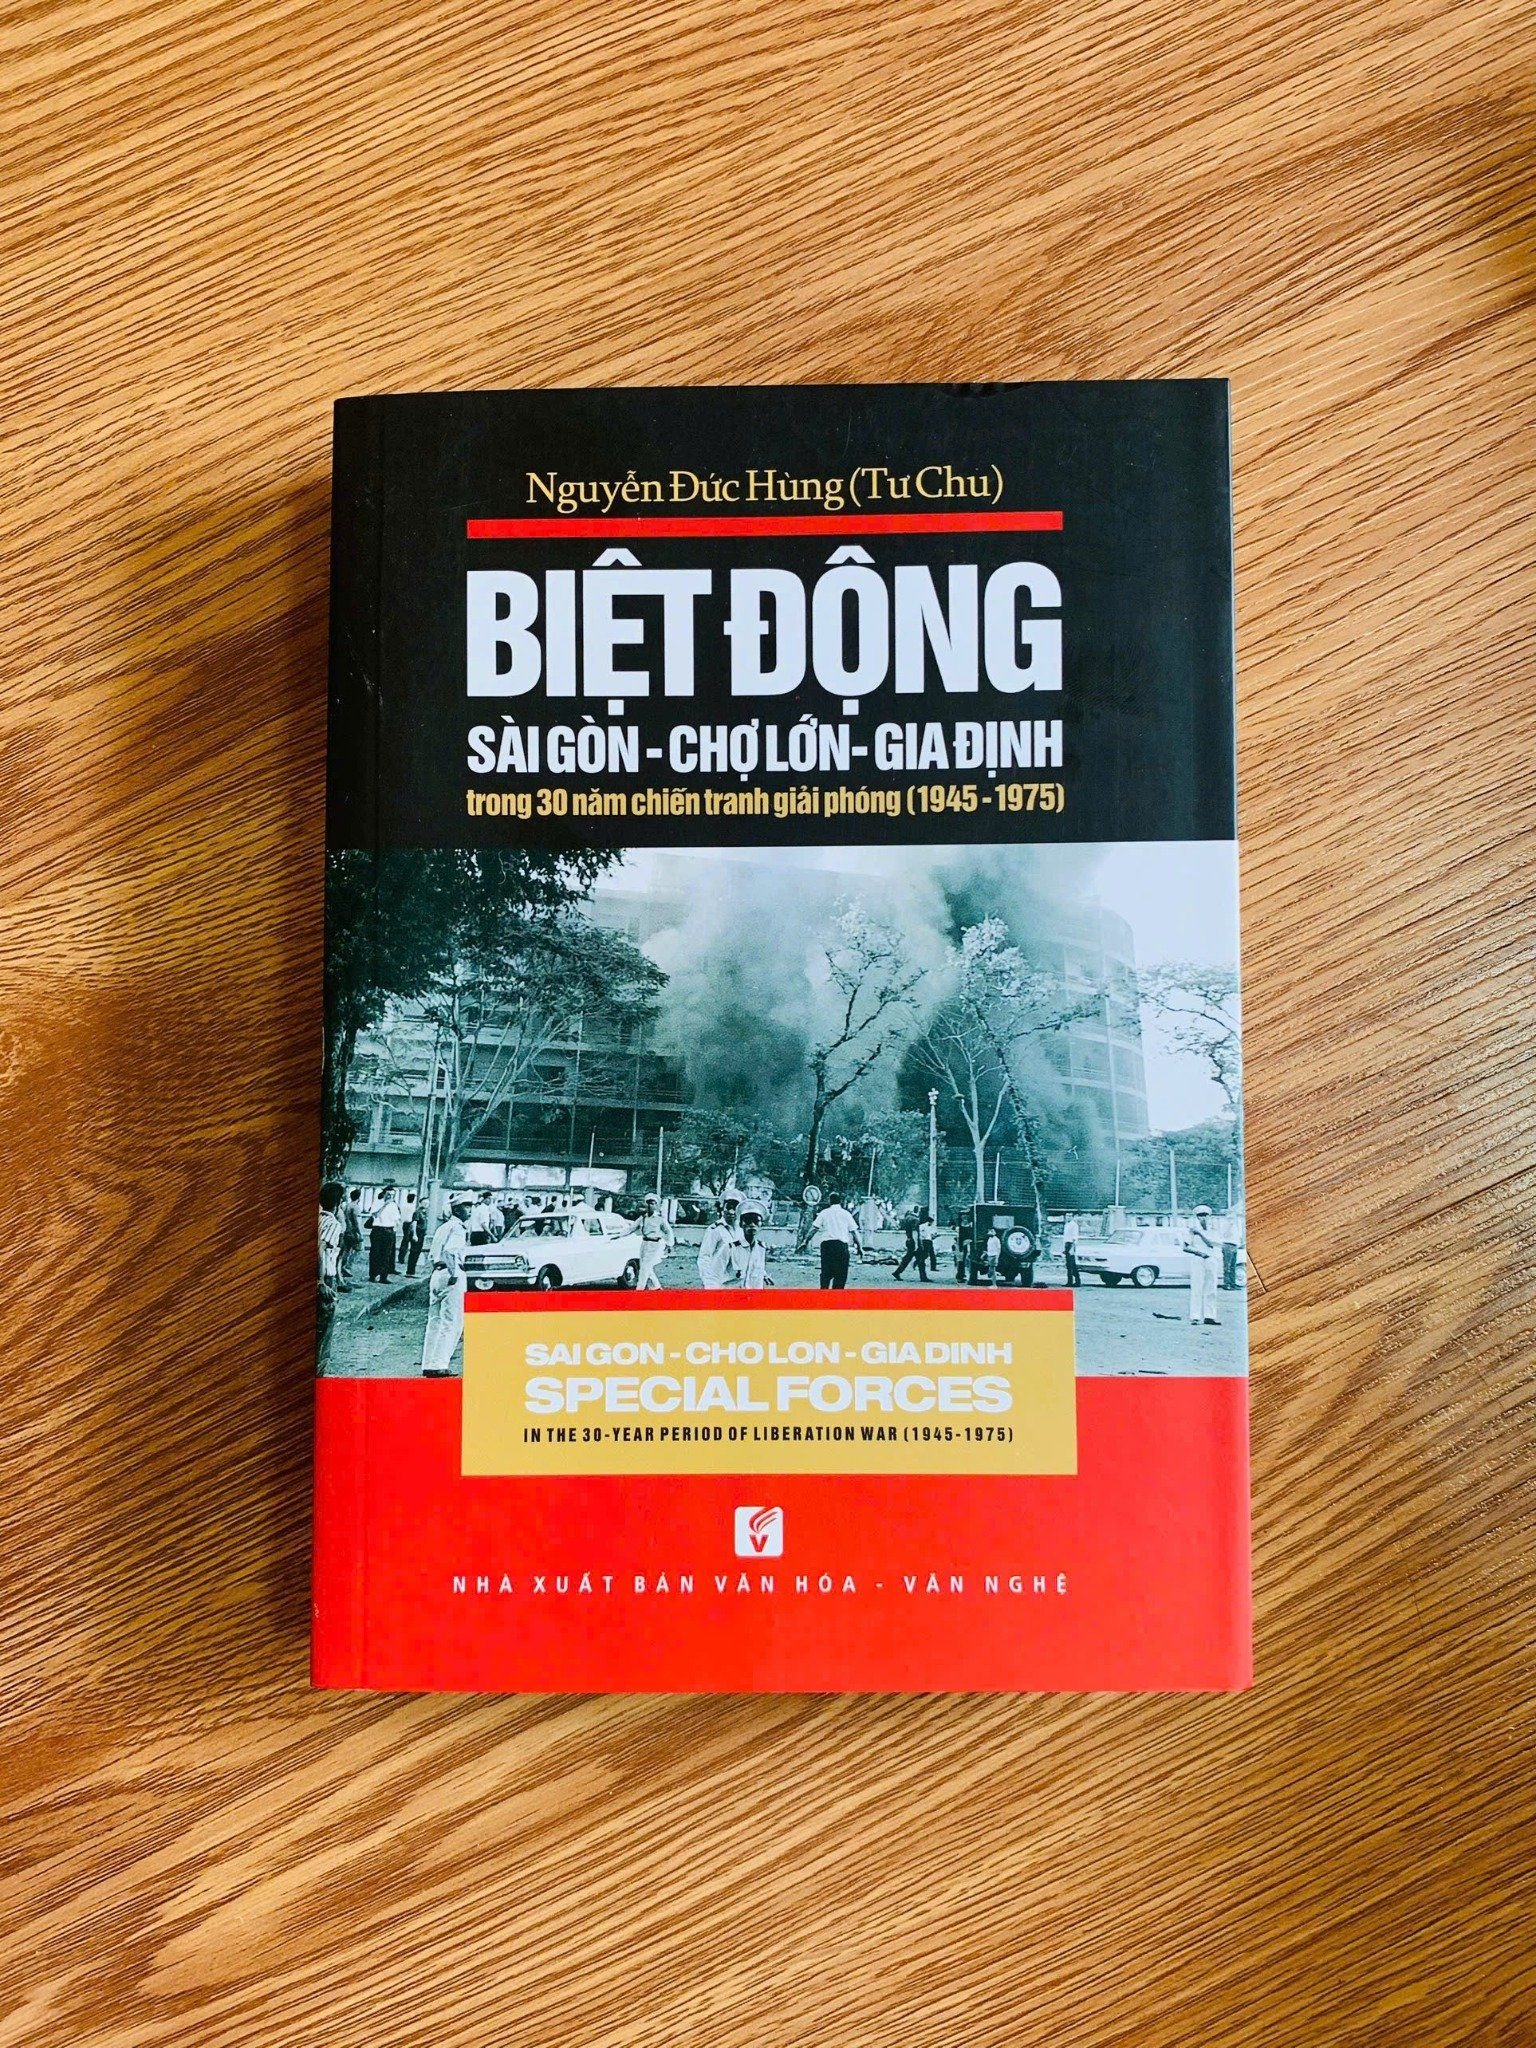 Nguyễn Đức Hùng (Tư Chu)
BIỆT ĐỘNG
SÀI GÒN - CHỢ LỚN - GIA ĐỊNH
trong 30 năm chiến tranh giải phóng (1945 - 1975)
SAI GON - CHO LON - GIA DINH
SPECIAL FORCES
IN THE 30-YEAR PERIOD OF LIBERATION WAR (1945-1975)
V
NHÀ XUẤT BẢN VĂN HÓA - VĂN NGHỆ